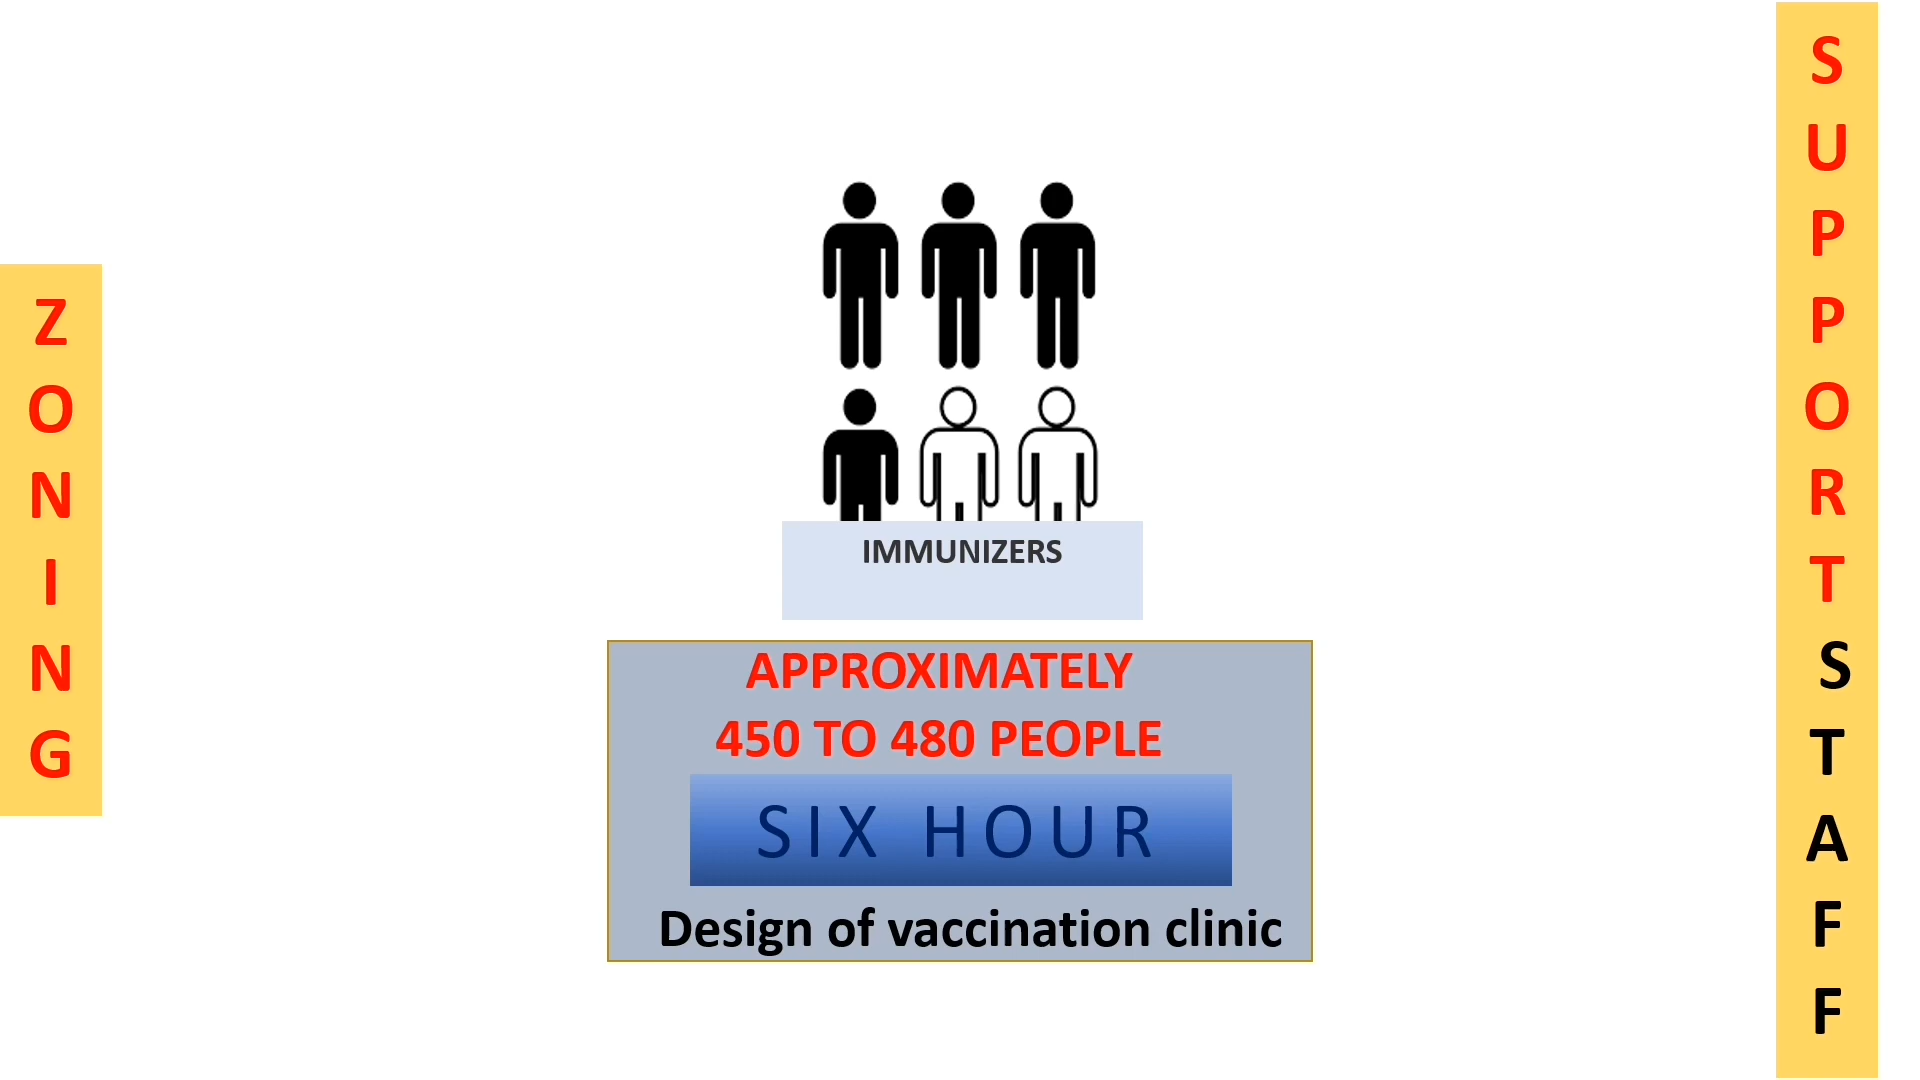 ZONING
IMMUNIZERS
APPROXIMATELY
450 TO 480 PEOPLE
SIX HOUR
Design of vaccination clinic
SUPPORT STAFF